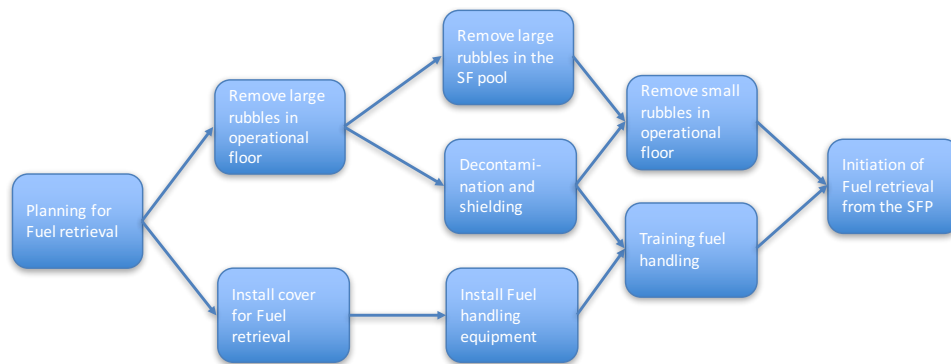 Planning for
Fuel retrieval
Remove large
rubbles in
operational
floor
Install cover
for Fuel
retrieval
Remove large
rubbles in the
SF pool
Decontami-
nation and
shielding
Install Fuel
handling
equipment
Remove small
rubbles in
operational
floor
Training fuel
handling
Initiation of
Fuel retrieval
from the SFP